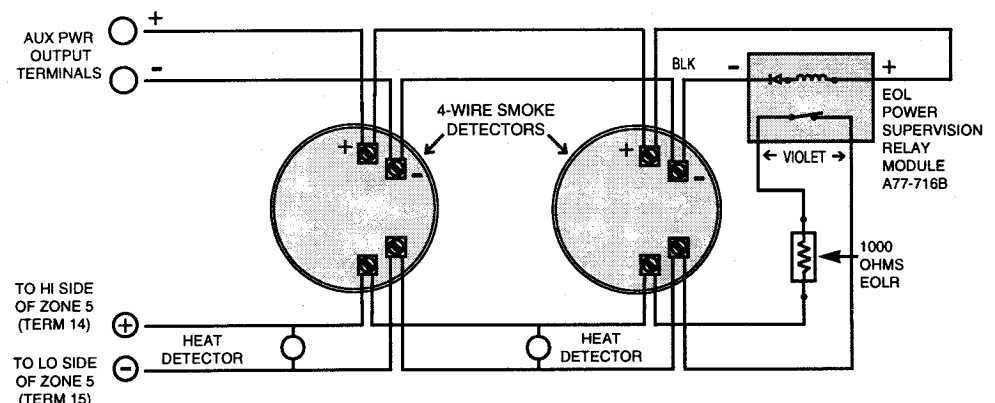 AUX PWR
OUTPUT
TERMINALS
+
-
4-WIRE SMOKE
DETECTORS
+
-
+
-
BLK
-
+
EOL
POWER
SUPERVISION
RELAY
MODULE
A77-716B
VIOLET
1000
OHMS
EOLR
TO HI SIDE
OF ZONE 5
(TERM 14)
+
HEAT
DETECTOR
HEAT
DETECTOR
TO LO SIDE
OF ZONE 5
(TERM 15)
-